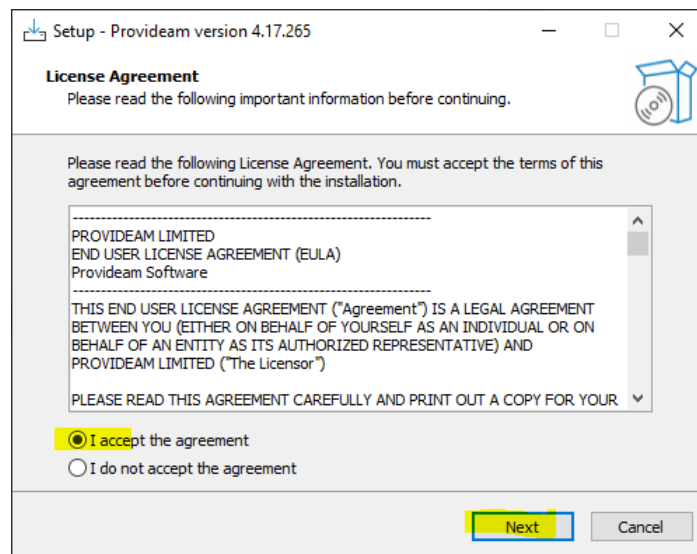 Setup - Provideam version 4.17.265
License Agreement
Please read the following important information before continuing.
Please read the following License Agreement. You must accept the terms of this
agreement before continuing with the installation.
----------------------------------------------------------------
PROVIDEAM LIMITED
END USER LICENSE AGREEMENT (EULA)
Provideam Software
----------------------------------------------------------------
THIS END USER LICENSE AGREEMENT ("Agreement") IS A LEGAL AGREEMENT
BETWEEN YOU (EITHER ON BEHALF OF YOURSELF AS AN INDIVIDUAL OR ON
BEHALF OF AN ENTITY AS ITS AUTHORIZED REPRESENTATIVE) AND
PROVIDEAM LIMITED ("The Licensor")
PLEASE READ THIS AGREEMENT CAREFULLY AND PRINT OUT A COPY FOR YOUR
I accept the agreement
I do not accept the agreement
Next
Cancel